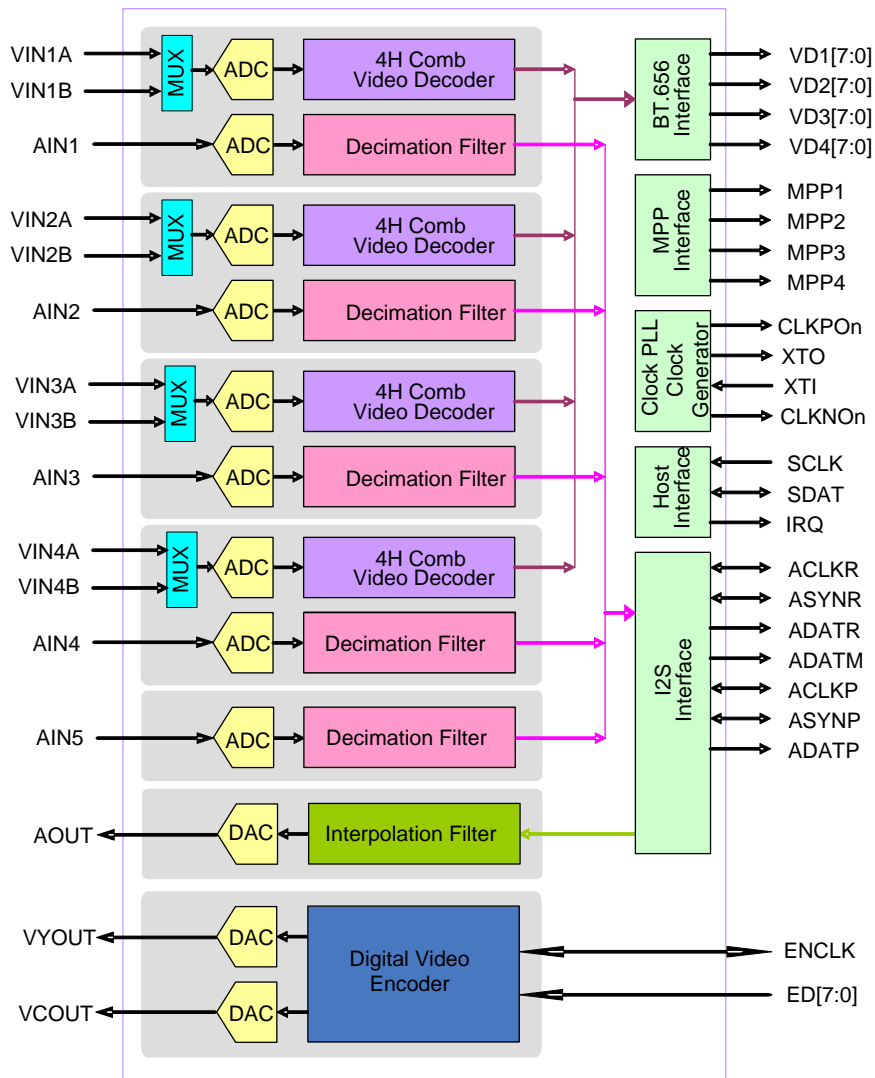 VIN1A
VIN1B
MUX
ADC
4H Comb
Video Decoder
AIN1
ADC
Decimation Filter
VIN2A
VIN2B
MUX
ADC
4H Comb
Video Decoder
AIN2
ADC
Decimation Filter
VIN3A
VIN3B
MUX
ADC
4H Comb
Video Decoder
AIN3
ADC
Decimation Filter
VIN4A
VIN4B
MUX
ADC
4H Comb
Video Decoder
AIN4
ADC
Decimation Filter
AIN5
ADC
Decimation Filter
AOUT
DAC
Interpolation Filter
VYOUT
DAC
VCOUT
DAC
Digital Video
Encoder
BT.656
Interface
VD1[7:0]
VD2[7:0]
VD3[7:0]
VD4[7:0]
MPP
Interface
MPP1
MPP2
MPP3
MPP4
Clock PLL
Clock
Generator
CLKPOn
XTO
XTI
CLKNOn
Host
Interface
SCLK
SDAT
IRQ
I2S
Interface
ACLKR
ASYNR
ADATR
ADATM
ACLKP
ASYNP
ADATP
ENCLK
ED[7:0]